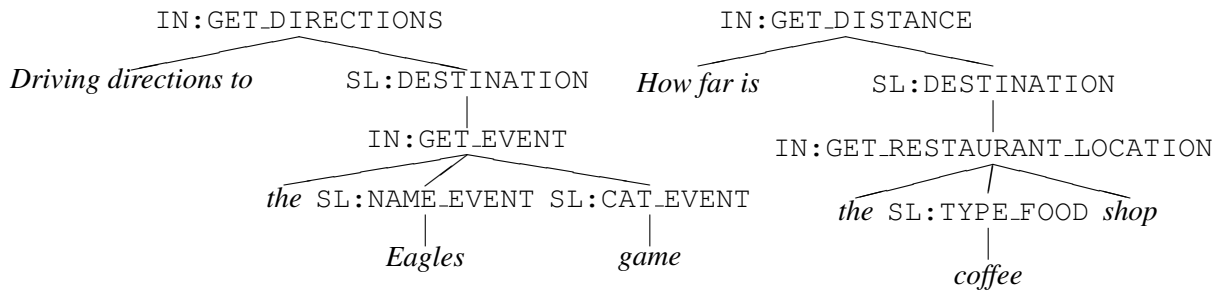 IN:GET_DIRECTIONS IN:GET_DISTANCE
Driving directions to SL:DESTINATION How far is SL:DESTINATION
IN:GET_EVENT IN:GET_RESTAURANT_LOCATION
the SL:NAME_EVENT SL:CAT_EVENT the SL:TYPE_FOOD shop
Eagles game coffee